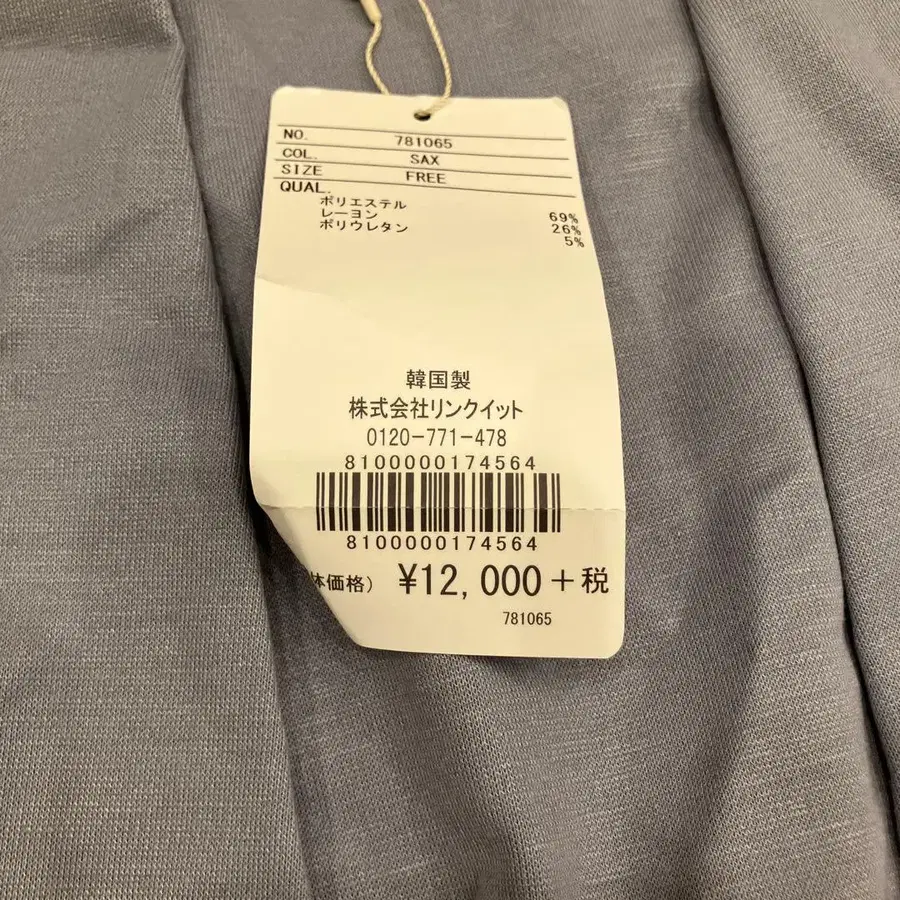 NO. 781065
COL. SAX
SIZE FREE
QUAL.
ポリエステル 69%
レーヨン 26%
ポリウレタン 5%
韓国製
株式会社リンクイット
0120-771-478
8100000174564
8100000174564
体価格) ¥12,000+税
781065